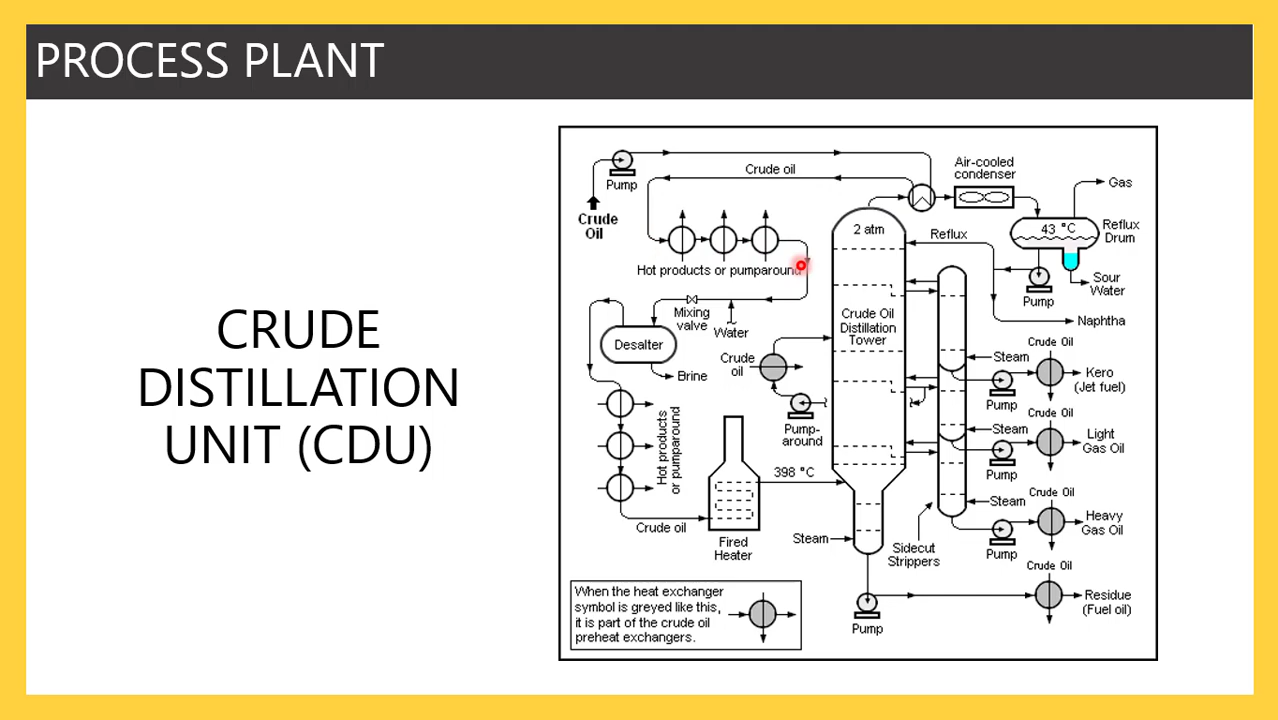 PROCESS PLANT
CRUDE
DISTILLATION
UNIT (CDU)
Pump
Crude
Oil
Crude oil
Air-cooled
condenser
Gas
43 °C
Reflux
Drum
2 atm
Reflux
Hot products or pumparound
Pump
Sour
Water
Naphtha
Mixing
valve
Water
Desalter
Brine
Crude Oil
Distillation
Tower
Crude
oil
Pump-
around
Steam
Crude Oil
Kero
(Jet fuel)
Pump
Steam
Crude Oil
Light
Gas Oil
Pump
Hot products
or pumparound
398 °C
Crude oil
Fired
Heater
Steam
Steam
Sidecut
Strippers
Crude Oil
Heavy
Gas Oil
Pump
Crude Oil
Residue
(Fuel oil)
Pump
When the heat exchanger
symbol is greyed like this,
it is part of the crude oil
preheat exchangers.